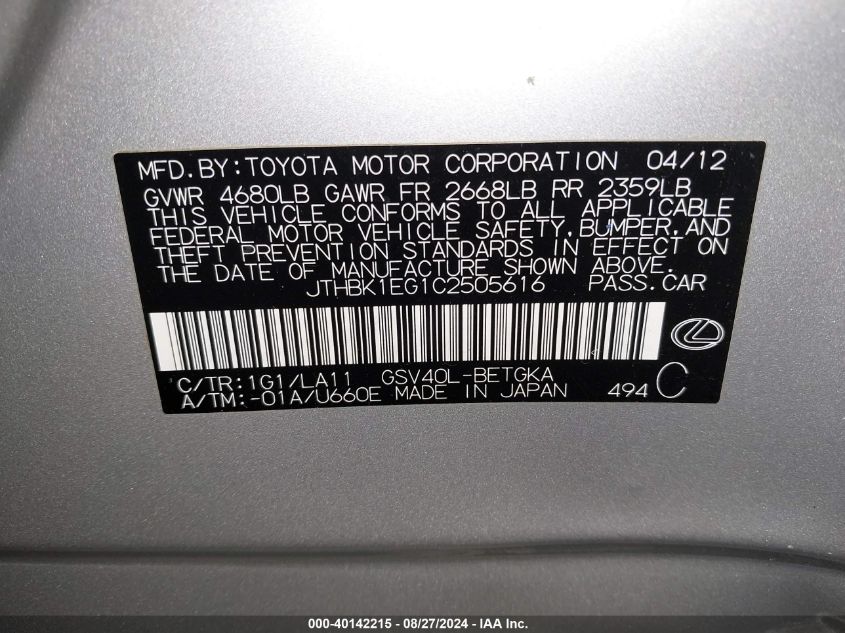 MFD.BY:TOYOTA MOTOR CORPORATION 04/12
GVWR 4680LB GAWR FR 2668LB RR 2359LB
THIS VEHICLE CONFORMS TO ALL APPLICABLE
FEDERAL MOTOR VEHICLE SAFETY,BUMPER,AND
THEFT PREVENTION STANDARDS IN EFFECT ON
THE DATE OF MANUFACTURE SHOWN ABOVE.
JTHBK1EG1C2505616 PASS.CAR
C/TR:1G1/LA11 GSV40L-BETGKA
A/TM:-01A/U660E MADE IN JAPAN 494 C
000-40142215 - 08/27/2024 - IAA Inc.